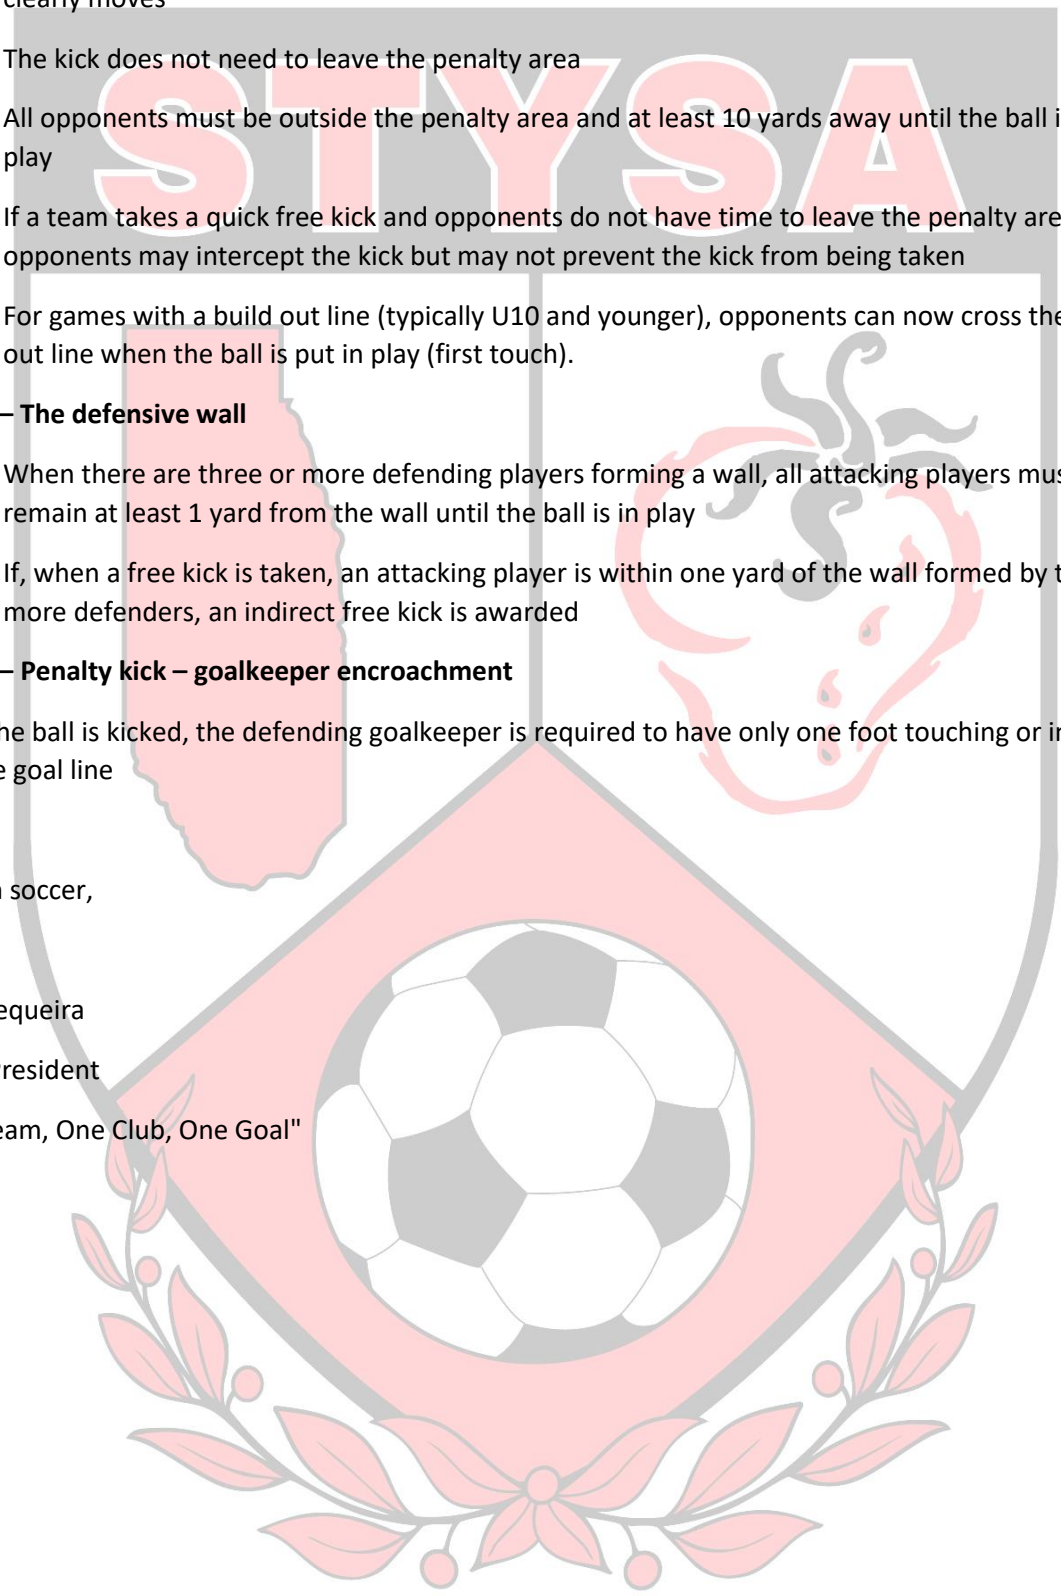 clearly moves
The kick does not need to leave the penalty area
All opponents must be outside the penalty area and at least 10 yards away until the ball i
play
If a team takes a quick free kick and opponents do not have time to leave the penalty are
opponents may intercept the kick but may not prevent the kick from being taken
For games with a build out line (typically U10 and younger), opponents can now cross the
out line when the ball is put in play (first touch).
– The defensive wall
When there are three or more defending players forming a wall, all attacking players mus
remain at least 1 yard from the wall until the ball is in play
If, when a free kick is taken, an attacking player is within one yard of the wall formed by t
more defenders, an indirect free kick is awarded
– Penalty kick – goalkeeper encroachment
he ball is kicked, the defending goalkeeper is required to have only one foot touching or i
e goal line
soccer,
equeira
resident
eam, One Club, One Goal"
STYSA